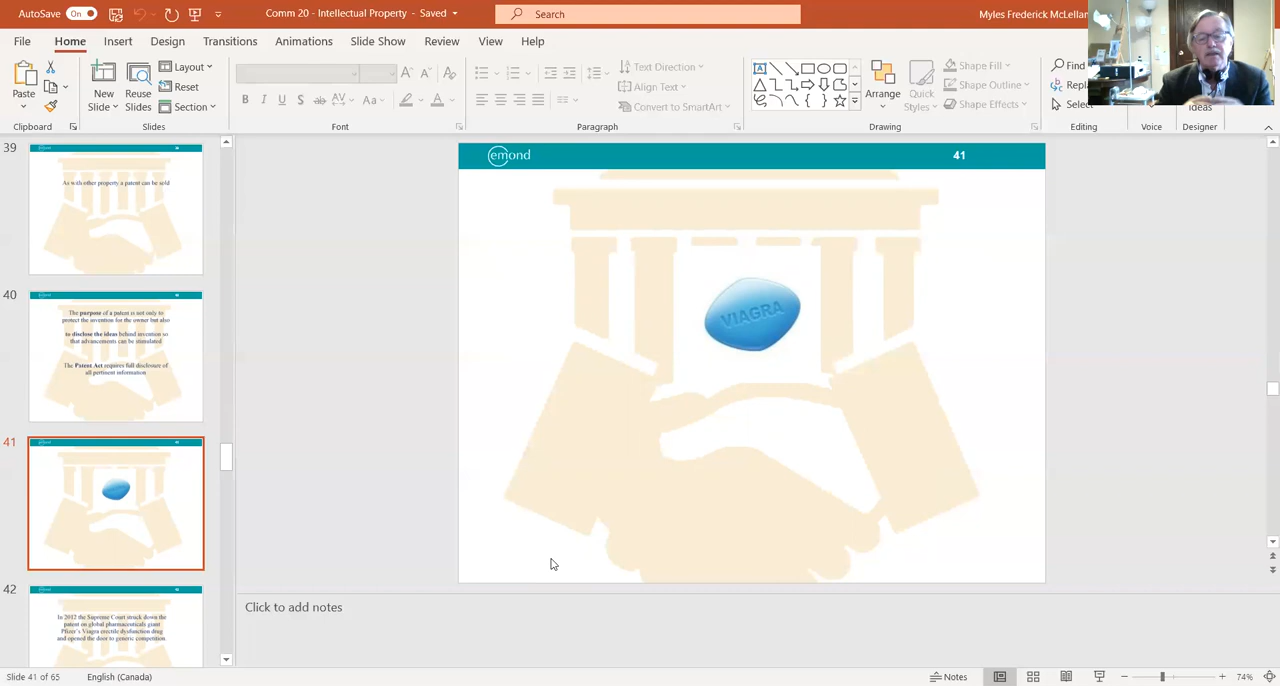 AutoSave On
Comm 20 - Intellectual Property - Saved
Search
Myles Frederick McLellan
File Home Insert Design Transitions Animations Slide Show Review View Help
Paste
New Slide
Reuse Slides
Layout
Reset
Section
B I U S ab AV Aa A
Text Direction
Align Text
Convert to SmartArt
Arrange
Quick Styles
Shape Fill
Shape Outline
Shape Effects
Find
Clipboard Slides Font Paragraph Drawing Editing Voice Designer
39
As with other property a patent can be sold
40
The purpose of a patent is not only to
protect the invention for the owner but also
to disclose the ideas behind invention so
that advancements can be stimulated
The Patent Act requires full disclosure of
all pertinent information
41
42
In 2012 the Supreme Court struck down the
patent on global pharmaceuticals giant
Pfizer's Viagra erectile dysfunction drug
and opened the door to generic competition
emond 41
VIAGRA
Click to add notes
Slide 41 of 65 English (Canada) Notes 74%